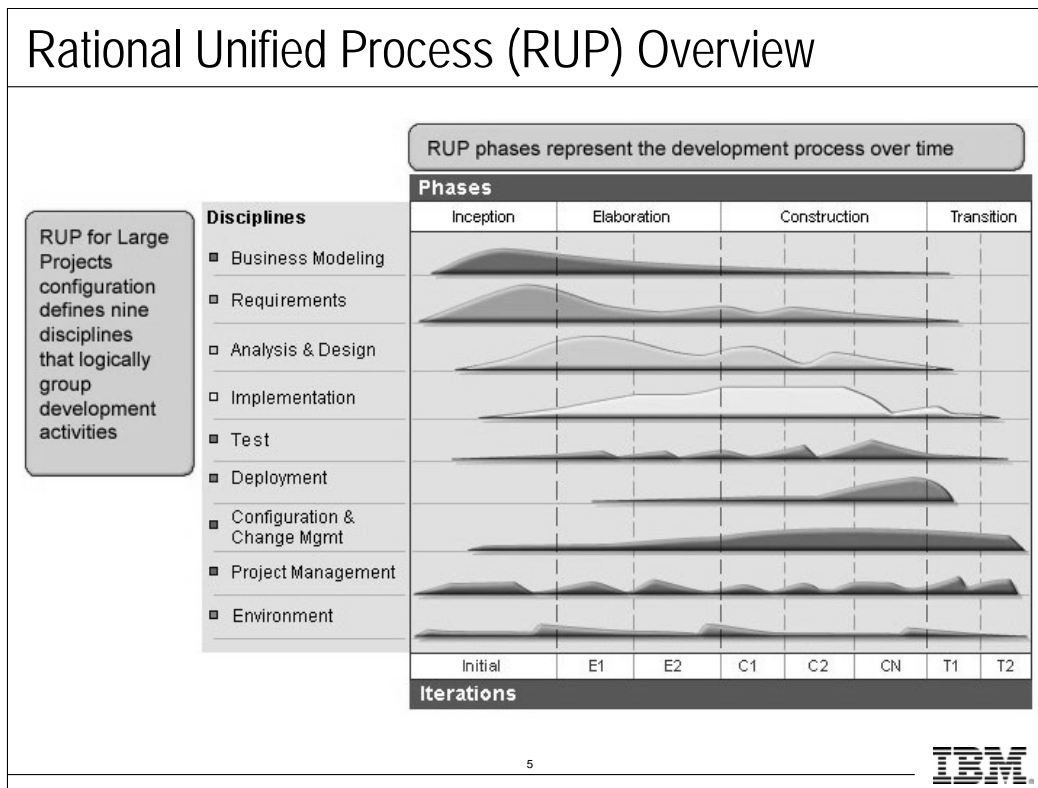 Rational Unified Process (RUP) Overview
RUP phases represent the development process over time
Phases
Disciplines
Inception
Elaboration
Construction
Transition
RUP for Large
Projects
configuration
defines nine
disciplines
that logically
group
development
activities
Business Modeling
Requirements
Analysis & Design
Implementation
Test
Deployment
Configuration &
Change Mgmt
Project Management
Environment
Initial
E1
E2
C1
C2
CN
T1
T2
Iterations
5
IBM.